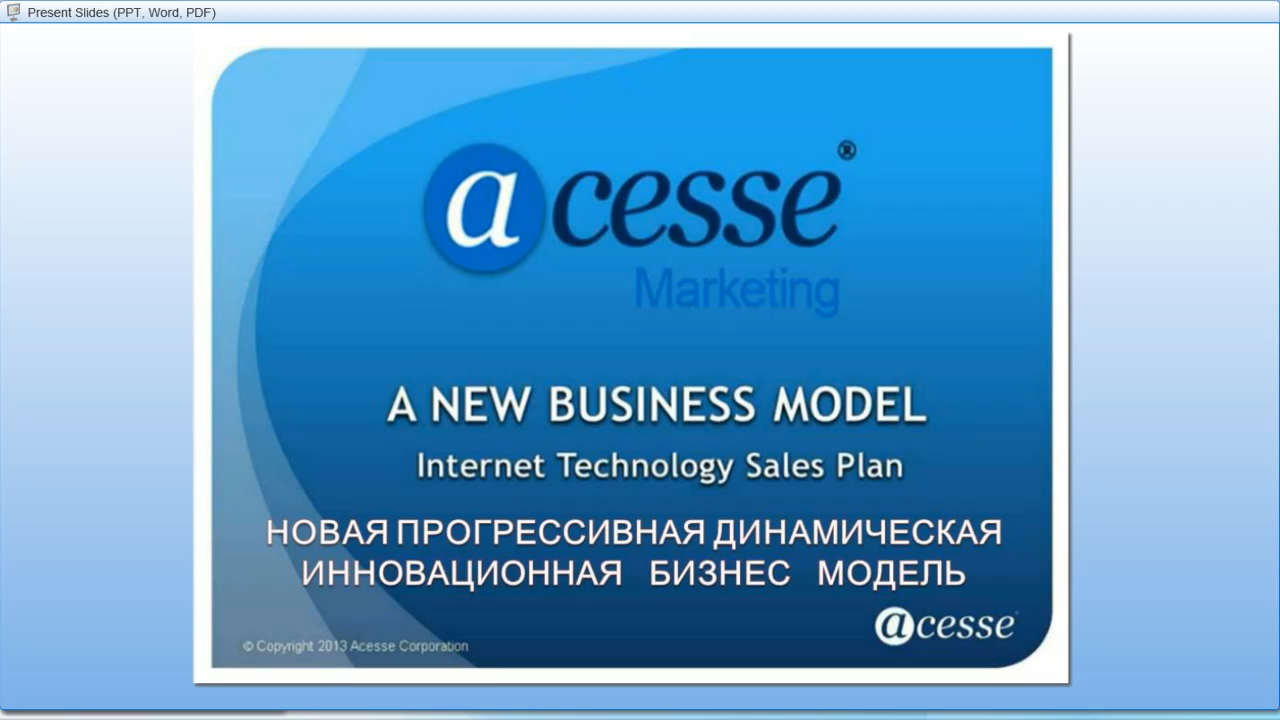 Present Slides (PPT, Word, PDF)
acesse®
Marketing
A NEW BUSINESS MODEL
Internet Technology Sales Plan
НОВАЯ ПРОГРЕССИВНАЯ ДИНАМИЧЕСКАЯ
ИННОВАЦИОННАЯ БИЗНЕС МОДЕЛЬ
acesse
© Copyright 2013 Acesse Corporation